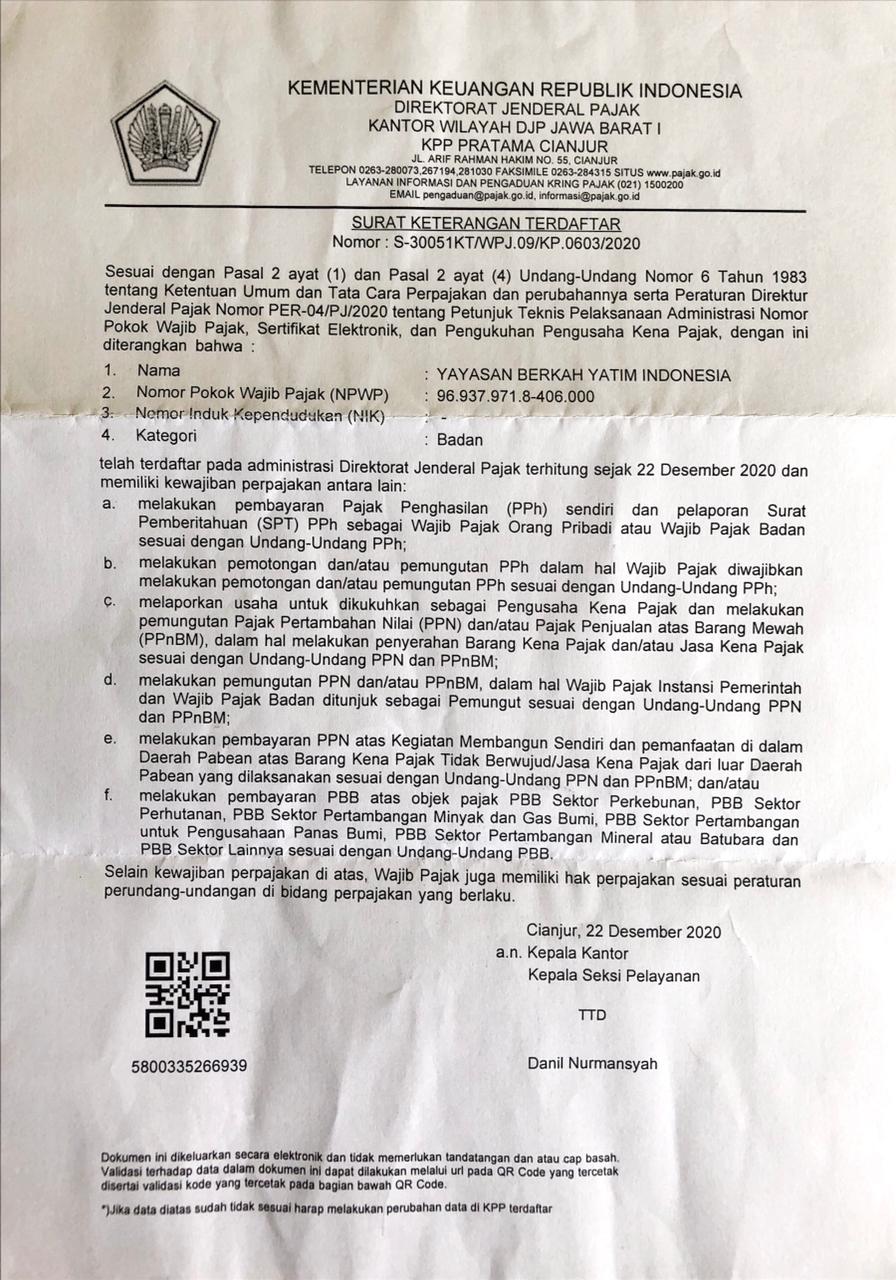 KEMENTERIAN KEUANGAN REPUBLIK INDONESIA
DIREKTORAT JENDERAL PAJAK
KANTOR WILAYAH DJP JAWA BARAT I
KPP PRATAMA CIANJUR
JL. ARIF RAHMAN HAKIM NO. 55, CIANJUR
TELEPON 0263-280073,267194,281030 FAKSIMILE 0263-284315 SITUS www.pajak.go.id
LAYANAN INFORMASI DAN PENGADUAN KRING PAJAK (021) 1500200
EMAIL pengaduan@pajak.go.id, informasi@pajak.go.id
SURAT KETERANGAN TERDAFTAR
Nomor : S-30051KT/WPJ.09/KP.0603/2020
Sesuai dengan Pasal 2 ayat (1) dan Pasal 2 ayat (4) Undang-Undang Nomor 6 Tahun 1983
tentang Ketentuan Umum dan Tata Cara Perpajakan dan perubahannya serta Peraturan Direktur
Jenderal Pajak Nomor PER-04/PJ/2020 tentang Petunjuk Teknis Pelaksanaan Administrasi Nomor
Pokok Wajib Pajak, Sertifikat Elektronik, dan Pengukuhan Pengusaha Kena Pajak, dengan ini
diterangkan bahwa :
1. Nama : YAYASAN BERKAH YATIM INDONESIA
2. Nomor Pokok Wajib Pajak (NPWP) : 96.937.971.8-406.000
3. Nomor Induk Kependudukan (NIK) : -
4. Kategori : Badan
telah terdaftar pada administrasi Direktorat Jenderal Pajak terhitung sejak 22 Desember 2020 dan
memiliki kewajiban perpajakan antara lain:
a. melakukan pembayaran Pajak Penghasilan (PPh) sendiri dan pelaporan Surat
Pemberitahuan (SPT) PPh sebagai Wajib Pajak Orang Pribadi atau Wajib Pajak Badan
sesuai dengan Undang-Undang PPh;
b. melakukan pemotongan dan/atau pemungutan PPh dalam hal Wajib Pajak diwajibkan
melakukan pemotongan dan/atau pemungutan PPh sesuai dengan Undang-Undang PPh;
c. melaporkan usaha untuk dikukuhkan sebagai Pengusaha Kena Pajak dan melakukan
pemungutan Pajak Pertambahan Nilai (PPN) dan/atau Pajak Penjualan atas Barang Mewah
(PPnBM), dalam hal melakukan penyerahan Barang Kena Pajak dan/atau Jasa Kena Pajak
sesuai dengan Undang-Undang PPN dan PPnBM;
d. melakukan pemungutan PPN dan/atau PPnBM, dalam hal Wajib Pajak Instansi Pemerintah
dan Wajib Pajak Badan ditunjuk sebagai Pemungut sesuai dengan Undang-Undang PPN
dan PPnBM;
e. melakukan pembayaran PPN atas Kegiatan Membangun Sendiri dan pemanfaatan di dalam
Daerah Pabean atas Barang Kena Pajak Tidak Berwujud/Jasa Kena Pajak dari luar Daerah
Pabean yang dilaksanakan sesuai dengan Undang-Undang PPN dan PPnBM; dan/atau
f. melakukan pembayaran PBB atas objek pajak PBB Sektor Perkebunan, PBB Sektor
Perhutanan, PBB Sektor Pertambangan Minyak dan Gas Bumi, PBB Sektor Pertambangan
untuk Pengusahaan Panas Bumi, PBB Sektor Pertambangan Mineral atau Batubara dan
PBB Sektor Lainnya sesuai dengan Undang-Undang PBB.
Selain kewajiban perpajakan di atas, Wajib Pajak juga memiliki hak perpajakan sesuai peraturan
perundang-undangan di bidang perpajakan yang berlaku.
Cianjur, 22 Desember 2020
a.n. Kepala Kantor
Kepala Seksi Pelayanan
TTD
Danil Nurmansyah
5800335266939
Dokumen ini dikeluarkan secara elektronik dan tidak memerlukan tandatangan dan atau cap basah.
Validasi terhadap data dalam dokumen ini dapat dilakukan melalui url pada QR Code yang tercetak
disertai validasi kode yang tercetak pada bagian bawah QR Code.
*)Jika data diatas sudah tidak sesuai harap melakukan perubahan data di KPP terdaftar